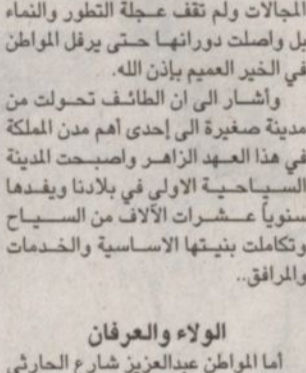 المجالات ولم تقف عجلة التطور والنماء
بل واصلت دورانها حتى يرفل المواطن
في الخير العميم بإذن الله.
وأشار الى ان الطائف تحولت من
مدينة صغيرة الى إحدى أهم مدن المملكة
في هذا العهد الزاهر واصبحت المدينة
السياحية الاولى في بلادنا ويفدها
سنوياً عشرات الآلاف من السياح
وتكاملت بنيتها الاساسية والخدمات
والمرافق..
الولاء والعرفان
أما المواطن عبدالعزيز شارع الحارثي